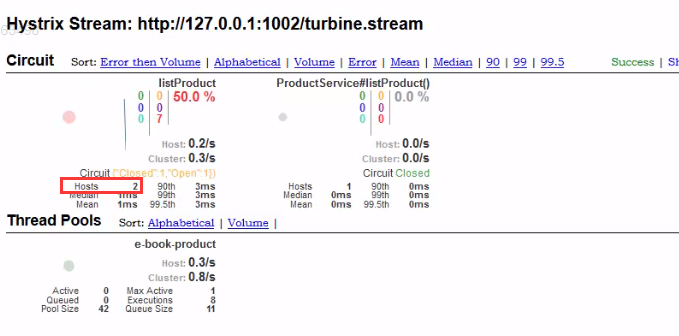 Hystrix Stream: http://127.0.0.1:1002/turbine.stream
Circuit Sort: Error then Volume | Alphabetical | Volume | Error | Mean | Median | 90 | 99 | 99.5 Success |
listProduct
0 0 50.0 %
0 0
0 7
Host: 0.2/s
Cluster: 0.3/s
Circuit {"Closed":1,"Open":1})
Hosts 2 90th 3ms
Median 1ms 99th 3ms
Mean 1ms 99.5th 3ms
ProductService#listProduct()
0 0 0.0 %
0 0
0 0
Host: 0.0/s
Cluster: 0.0/s
Circuit Closed
Hosts 1 90th 0ms
Median 0ms 99th 0ms
Mean 0ms 99.5th 0ms
Thread Pools Sort: Alphabetical | Volume |
e-book-product
Host: 0.3/s
Cluster: 0.8/s
Active 0 Max Active 1
Queued 0 Executions 8
Pool Size 42 Queue Size 11